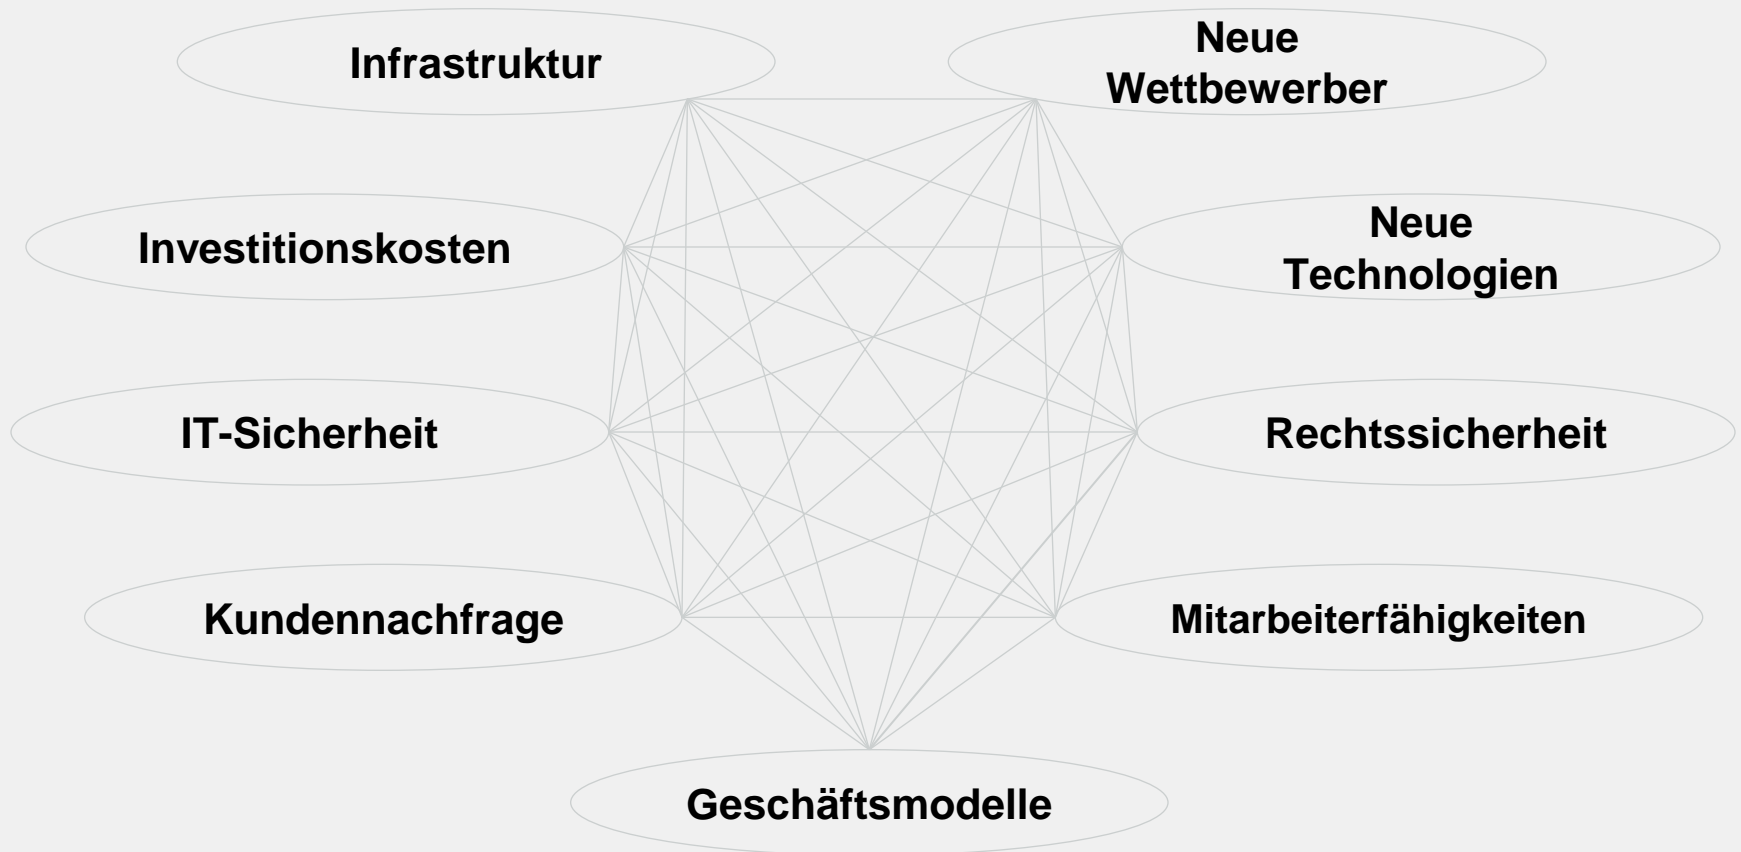 Infrastruktur
Neue
Wettbewerber
Investitionskosten
Neue
Technologien
IT-Sicherheit
Rechtssicherheit
Kundennachfrage
Mitarbeiterfähigkeiten
Geschäftsmodelle